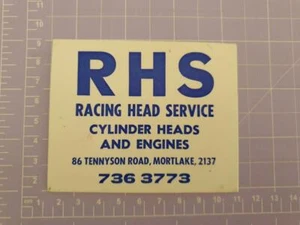 RHS
RACING HEAD SERVICE
CYLINDER HEADS
AND ENGINES
86 TENNYSON ROAD, MORTLAKE, 2137
736 3773